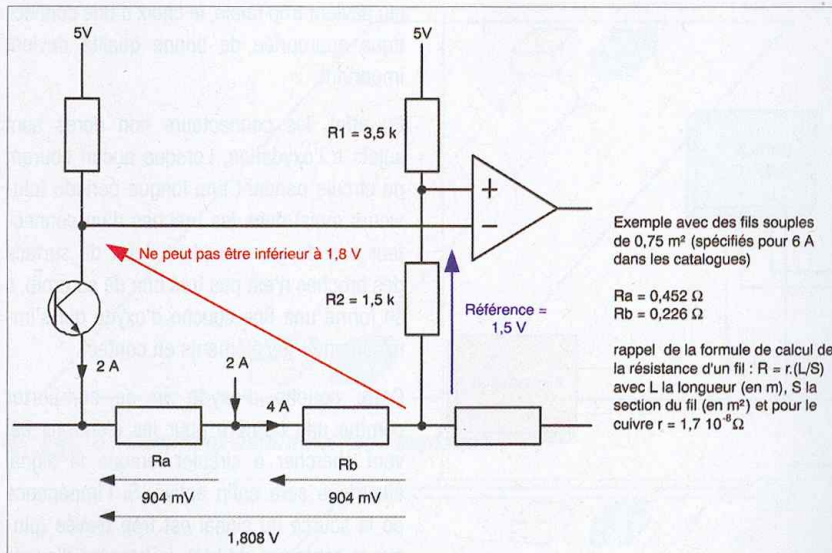 5V
5V
R1 = 3,5 k
+
−
Ne peut pas être inférieur à 1,8 V
R2 = 1,5 k
Référence =
1,5 V
2 A
2 A
4 A
Ra
Rb
904 mV
904 mV
1,808 V
Exemple avec des fils souples
de 0,75 m² (spécifiés pour 6 A
dans les catalogues)
Ra = 0,452 Ω
Rb = 0,226 Ω
rappel de la formule de calcul de
la résistance d'un fil : R = r.(L/S)
avec L la longueur (en m), S la
section du fil (en m²) et pour le
cuivre r = 1,7 10⁻⁸Ω